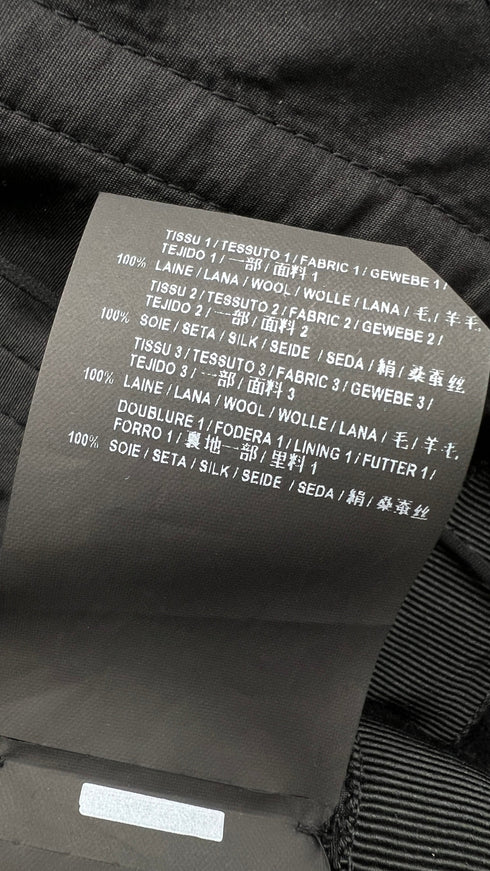 TISSU 1 / TESSUTO 1 / FABRIC 1 / GEWEBE 1 /
TEJIDO 1 / 一部 / 面料 1
100% LAINE / LANA / WOOL / WOLLE / LANA / 毛 / 羊毛
TISSU 2 / TESSUTO 2 / FABRIC 2 / GEWEBE 2 /
TEJIDO 2 / 一部 / 面料 2
100% SOIE / SETA / SILK / SEIDE / SEDA / 絹 / 桑蚕丝
TISSU 3 / TESSUTO 3 / FABRIC 3 / GEWEBE 3 /
TEJIDO 3 / 一部 / 面料 3
100% LAINE / LANA / WOOL / WOLLE / LANA / 毛 / 羊毛
DOUBLURE 1 / FODERA 1 / LINING 1 / FUTTER 1 /
FORRO 1 / 裏地一部 / 里料 1
100% SOIE / SETA / SILK / SEIDE / SEDA / 絹 / 桑蚕丝